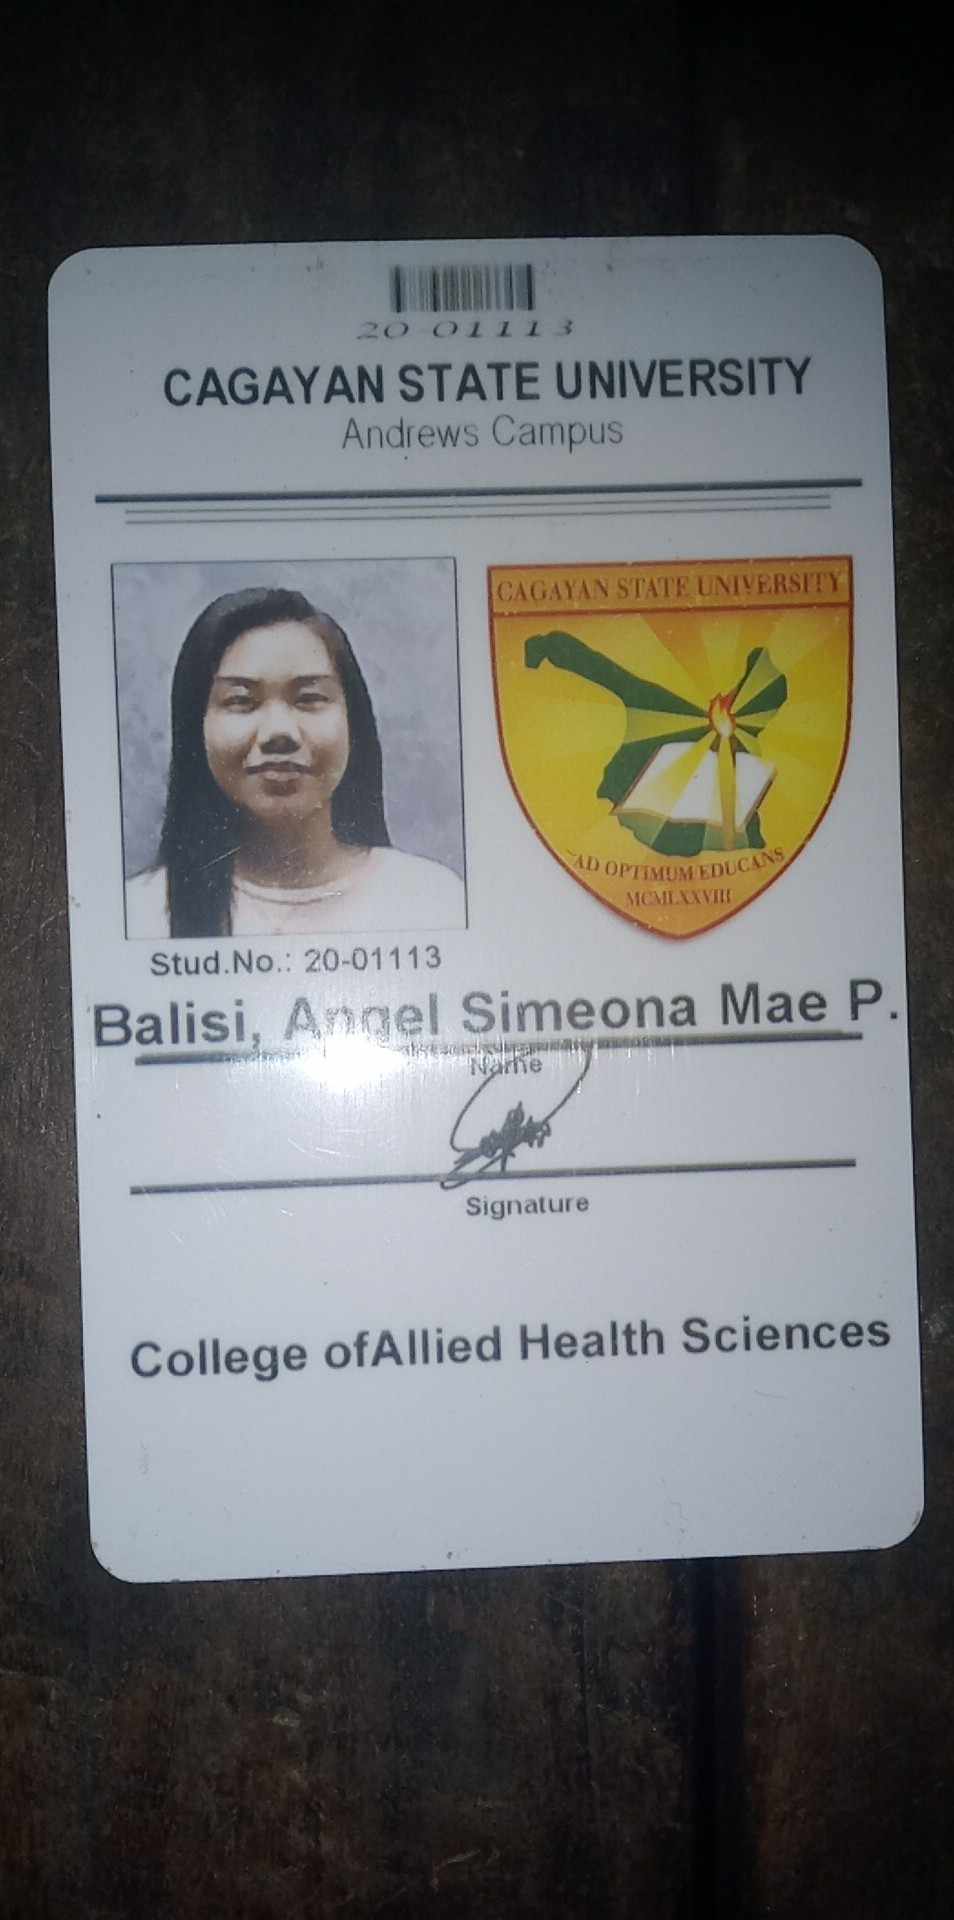 20-01113
CAGAYAN STATE UNIVERSITY
Andrews Campus
CAGAYAN STATE UNIVERSITY
AD OPTIMUM EDUCANS
MCMLXXVIII
Stud.No.: 20-01113
Balisi, Angel Simeona Mae P.
Name
Signature
College ofAllied Health Sciences